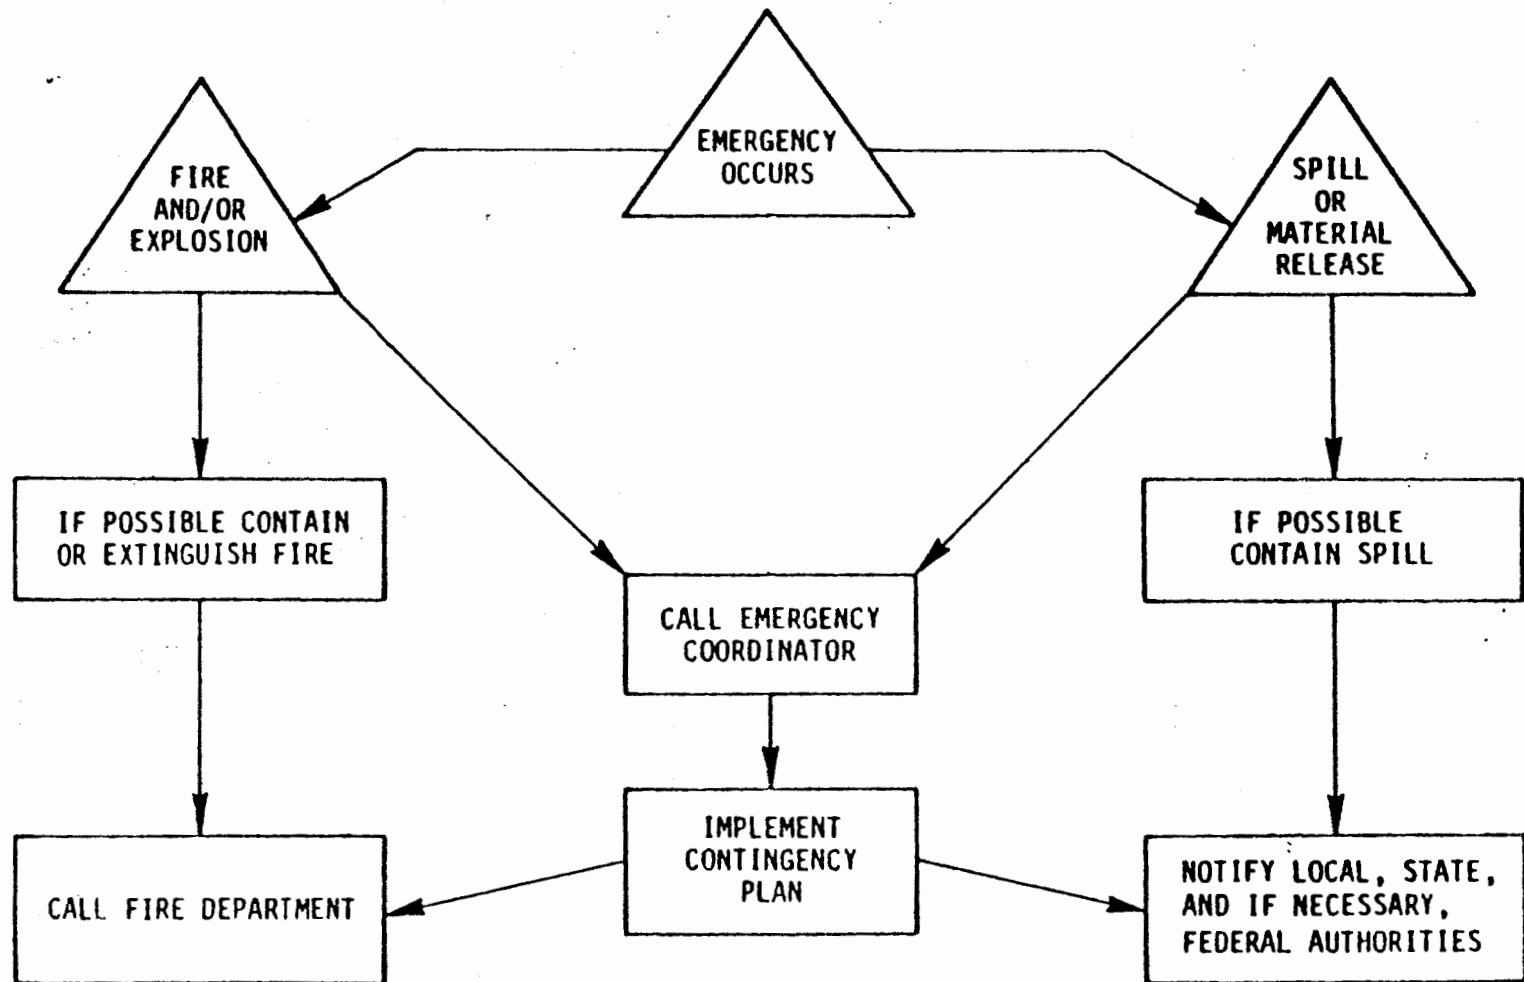 EMERGENCY
OCCURS
FIRE
AND/OR
EXPLOSION
SPILL
OR
MATERIAL
RELEASE
IF POSSIBLE CONTAIN
OR EXTINGUISH FIRE
IF POSSIBLE
CONTAIN SPILL
CALL EMERGENCY
COORDINATOR
IMPLEMENT
CONTINGENCY
PLAN
CALL FIRE DEPARTMENT
NOTIFY LOCAL, STATE,
AND IF NECESSARY,
FEDERAL AUTHORITIES